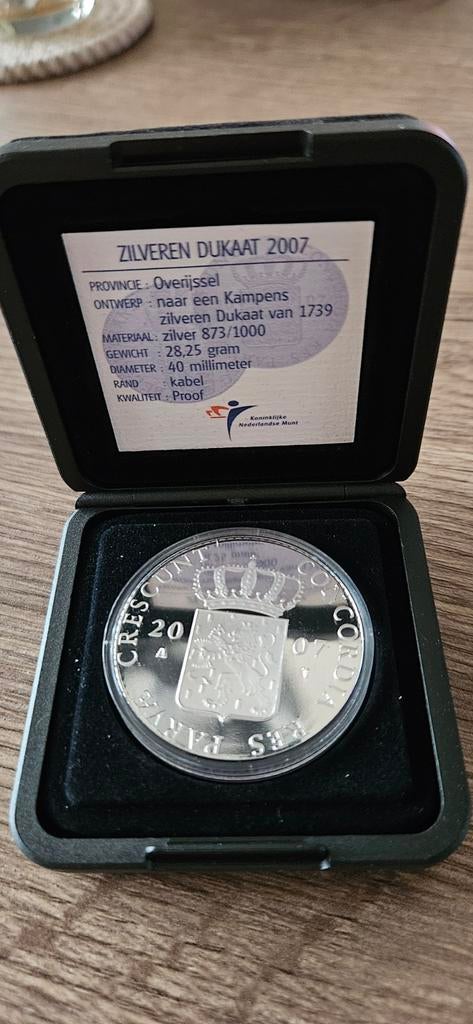 ZILVEREN DUKAAT 2007
PROVINCIE : Overijssel
ONTWERP : naar een Kampens
zilveren Dukaat van 1739
MATERIAAL : zilver 873/1000
GEWICHT : 28,25 gram
DIAMETER : 40 millimeter
RAND : kabel
KWALITEIT : Proof
Koninklijke
Nederlandse Munt
CONCORDIA RES PARVÆ CRESCUNT
20 07